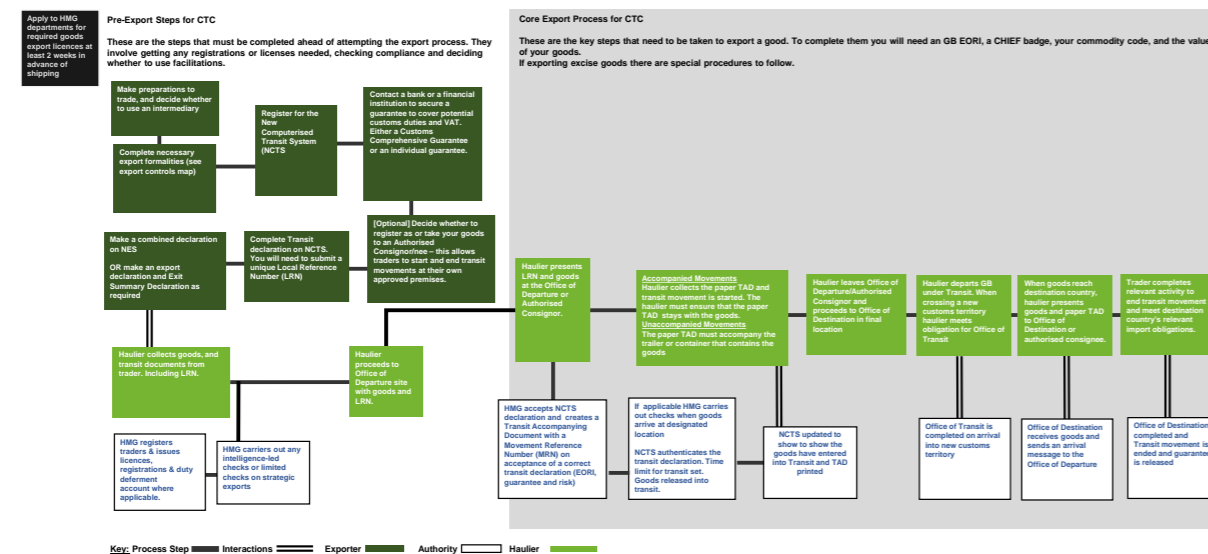 Apply to HMG
departments for
required goods
export licences at
least 2 weeks in
advance of
shipping
Pre-Export Steps for CTC
These are the steps that must be completed ahead of attempting the export process. They
involve getting any registrations or licenses needed, checking compliance and deciding
whether to use facilitations.
Make preparations to
trade, and decide whether
to use an intermediary
Complete necessary
export formalities (see
export controls map)
Register for the
New
Computerised
Transit System
(NCTS
Contact a bank or a financial
institution to secure a
guarantee to cover potential
customs duties and VAT.
Either a Customs
Comprehensive Guarantee
or an individual guarantee.
[Optional] Decide whether to
register as or take your goods
to an Authorised
Consignor/nee – this allows
traders to start and end transit
movements at their own
approved premises.
Complete Transit
declaration on NCTS.
You will need to submit a
unique Local Reference
Number (LRN)
Make a combined declaration
on NES
OR make an export
declaration and Exit
Summary Declaration as
required
Haulier collects goods, and
transit documents from
trader. Including LRN.
Haulier
proceeds to
Office of
Departure site
with goods and
LRN.
HMG registers
traders & issues
licences,
registrations & duty
deferment
account where
applicable.
HMG carriers out any
intelligence-led
checks or limited
checks on strategic
exports
Core Export Process for CTC
These are the key steps that need to be taken to export a good. To complete them you will need an GB EORI, a CHIEF badge, your commodity code, and the value
of your goods.
If exporting excise goods there are special procedures to follow.
Haulier presents
LRN and goods
at the Office of
Departure or
Authorised
Consignor.
Accompanied Movements
Haulier collects the paper TAD and
transit movement is started. The
haulier must ensure that the paper
TAD stays with the goods.
Unaccompanied Movements
The paper TAD must accompany the
trailer or container that contains the
goods
Haulier leaves Office of
Departure/Authorised
Consignor and
proceeds to Office of
Destination in final
location
Haulier departs GB
under Transit. When
crossing a new
customs territory
haulier meets
obligation for Office of
Transit
When goods reach
destination country,
haulier presents
goods and paper TAD
to Office of
Destination or
authorised consignee.
Trader completes
relevant activity to
end transit movement
and meet destination
country's relevant
import obligations.
HMG accepts NCTS
declaration and creates a
Transit Accompanying
Document with a
Movement Reference
Number (MRN) on
acceptance of a correct
transit declaration (EORI,
guarantee and risk)
If applicable HMG carries
out checks when goods
arrive at designated
location
NCTS authenticates the
transit declaration. Time
limit for transit set.
Goods released into
transit.
NCTS updated to
show to show the
goods have entered
into Transit and TAD
printed
Office of Transit is
completed on arrival
into new customs
territory
Office of Destination
receives goods and
sends an arrival
message to the
Office of Departure
Office of Destination
completed and
Transit movement is
ended and guarantee
is released
Key: Process Step Interactions Exporter Authority Haulier